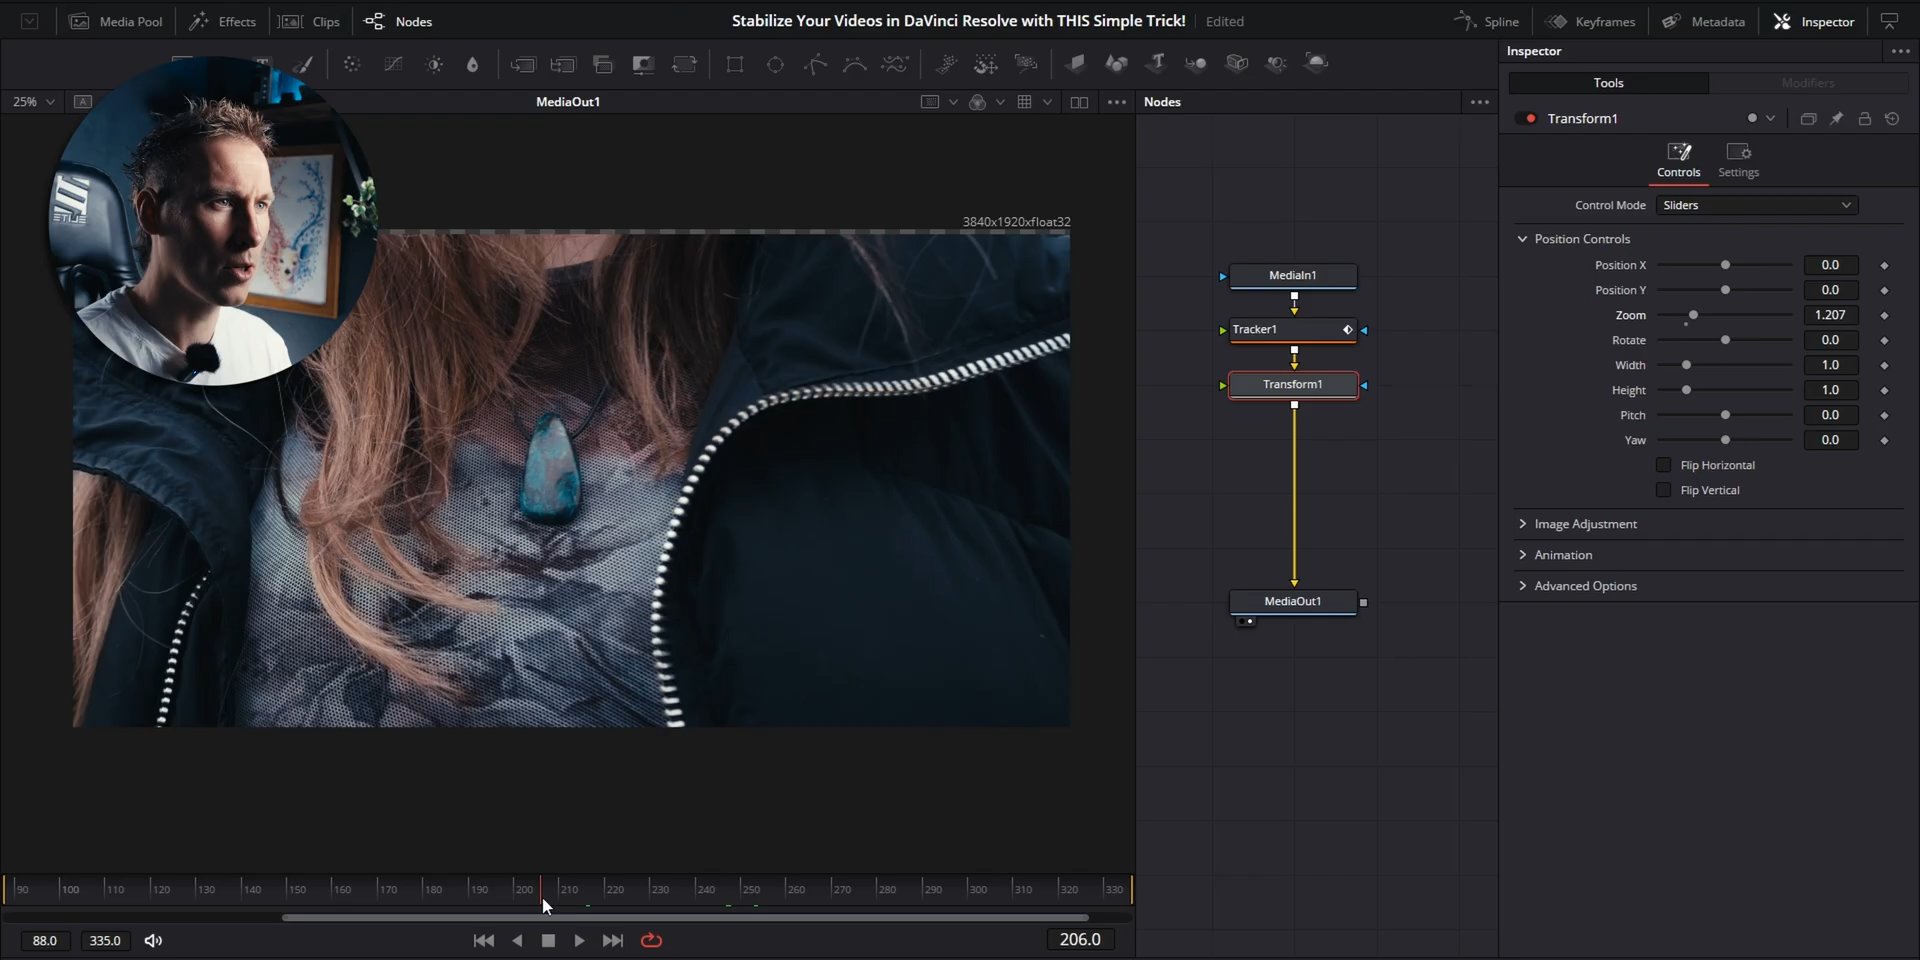 Media Pool
Effects
Clips
Nodes
Stabilize Your Videos in DaVinci Resolve with THIS Simple Trick!
Edited
Spline
Keyframes
Metadata
Inspector
Inspector
Tools
Modifiers
25%
A
MediaOut1
Nodes
Transform1
Controls
Settings
Control Mode
Sliders
ETIJE
3840x1920xfloat32
Position Controls
Position X 0.0
Position Y 0.0
Zoom 1.207
Rotate 0.0
Width 1.0
Height 1.0
Pitch 0.0
Yaw 0.0
Flip Horizontal
Flip Vertical
Image Adjustment
Animation
Advanced Options
MediaIn1
Tracker1
Transform1
MediaOut1
90 100 110 120 130 140 150 160 170 180 190 200 210 220 230 240 250 260 270 280 290 300 310 320 330
88.0
335.0
206.0